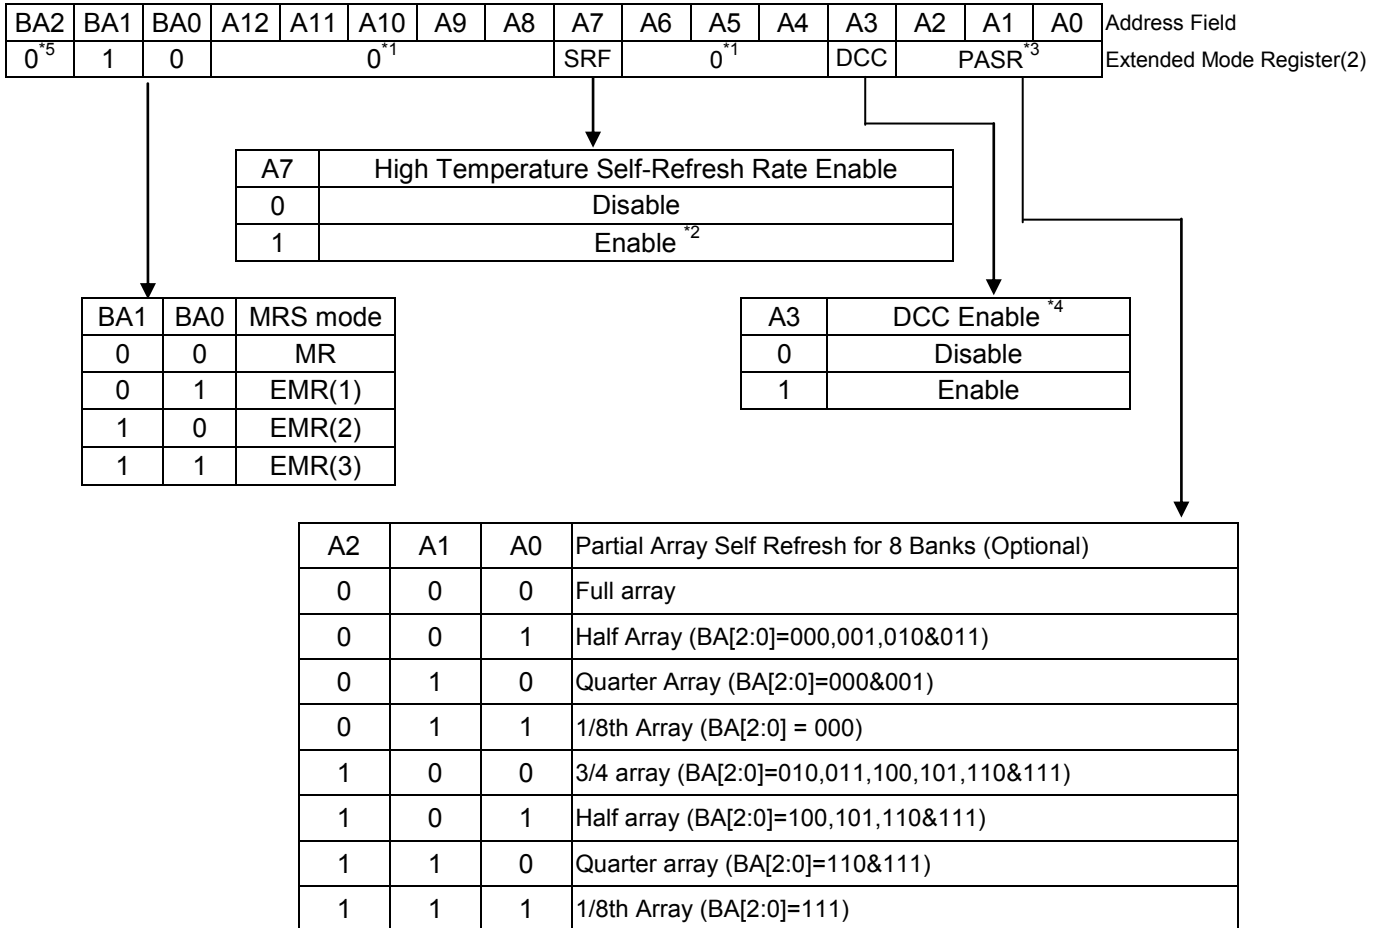 BA2 BA1 BA0 A12 A11 A10 A9 A8 A7 A6 A5 A4 A3 A2 A1 A0 Address Field
0*5 1 0 0*1 SRF 0*1 DCC PASR*3 Extended Mode Register(2)
A7 High Temperature Self-Refresh Rate Enable
0 Disable
1 Enable *2
BA1 BA0 MRS mode
0 0 MR
0 1 EMR(1)
1 0 EMR(2)
1 1 EMR(3)
A3 DCC Enable *4
0 Disable
1 Enable
A2 A1 A0 Partial Array Self Refresh for 8 Banks (Optional)
0 0 0 Full array
0 0 1 Half Array (BA[2:0]=000,001,010&011)
0 1 0 Quarter Array (BA[2:0]=000&001)
0 1 1 1/8th Array (BA[2:0] = 000)
1 0 0 3/4 array (BA[2:0]=010,011,100,101,110&111)
1 0 1 Half array (BA[2:0]=100,101,110&111)
1 1 0 Quarter array (BA[2:0]=110&111)
1 1 1 1/8th Array (BA[2:0]=111)